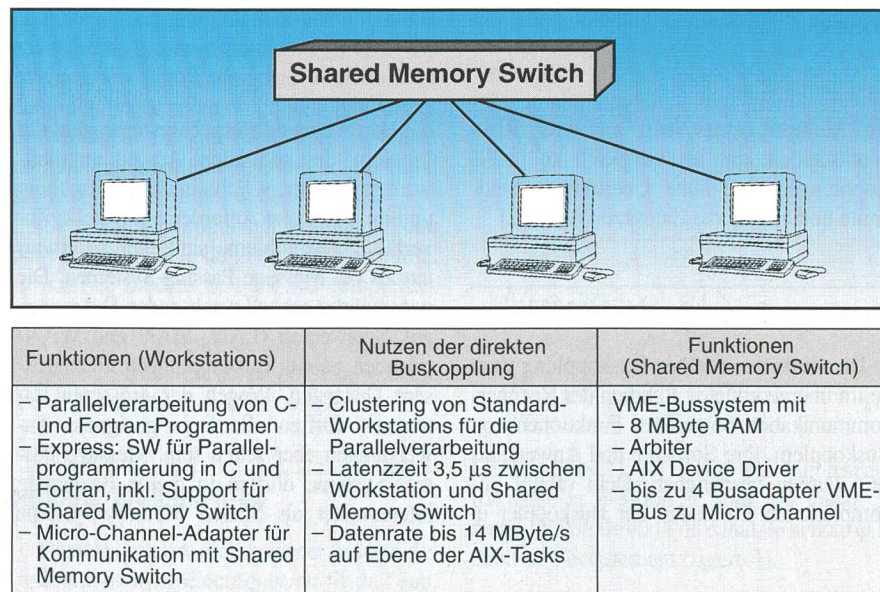 Shared Memory Switch
Funktionen (Workstations)
– Parallelverarbeitung von C-
und Fortran-Programmen
– Express: SW für Parallel-
programmierung in C und
Fortran, inkl. Support für
Shared Memory Switch
– Micro-Channel-Adapter für
Kommunikation mit Shared
Memory Switch
Nutzen der direkten
Buskopplung
– Clustering von Standard-
Workstations für die
Parallelverarbeitung
– Latenzzeit 3,5 µs zwischen
Workstation und Shared
Memory Switch
– Datenrate bis 14 MByte/s
auf Ebene der AIX-Tasks
Funktionen
(Shared Memory Switch)
VME-Bussystem mit
– 8 MByte RAM
– Arbiter
– AIX Device Driver
– bis zu 4 Busadapter VME-
Bus zu Micro Channel